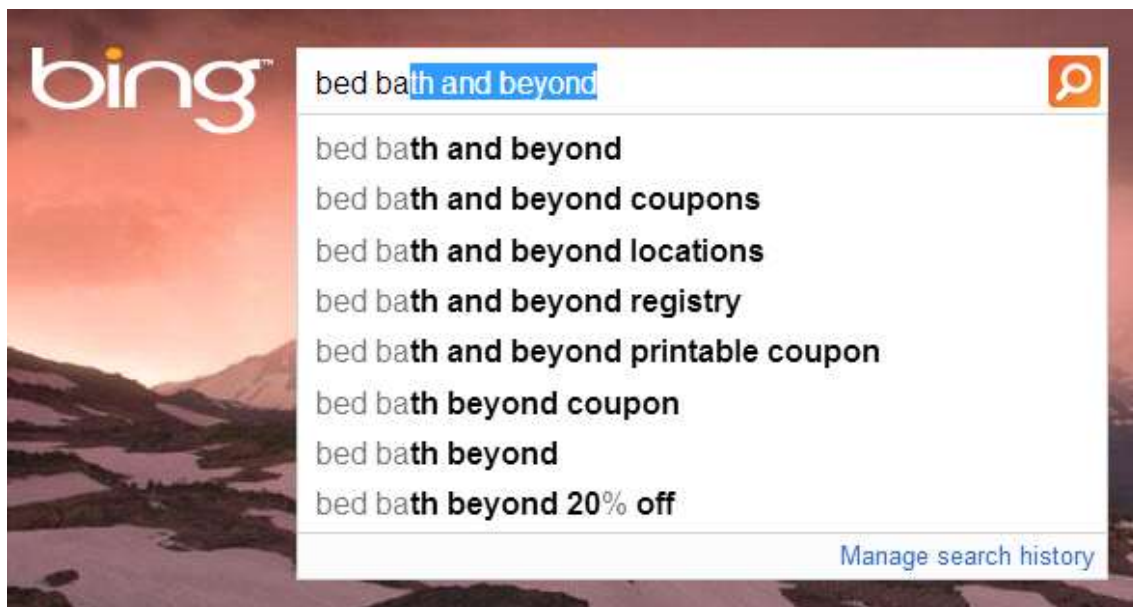 bing™
bed bath and beyond
bed bath and beyond
bed bath and beyond coupons
bed bath and beyond locations
bed bath and beyond registry
bed bath and beyond printable coupon
bed bath beyond coupon
bed bath beyond
bed bath beyond 20% off
Manage search history